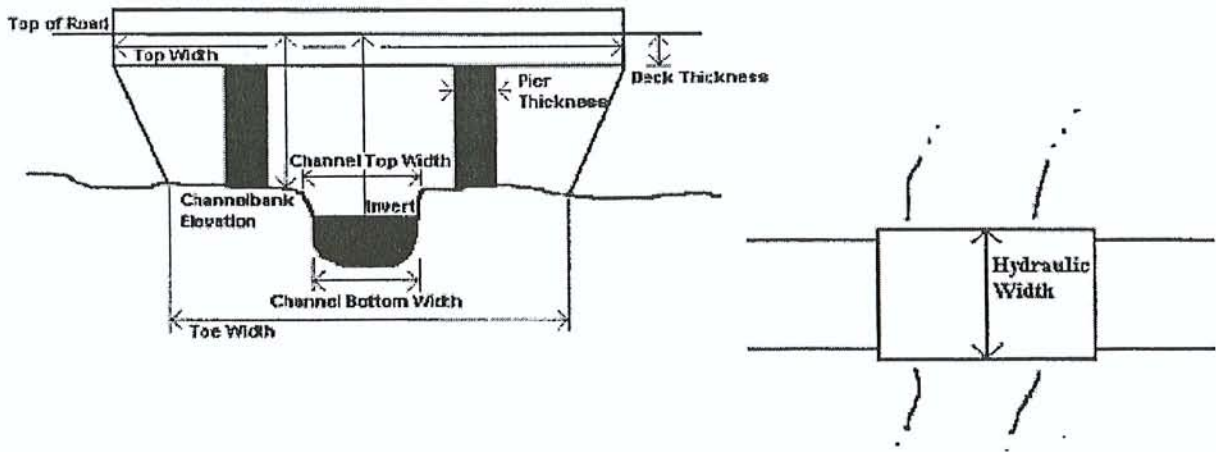 Top of Road
Top Width
Deck Thickness
Pier
Thickness
Channel Top Width
Channelbank
Elevation
Invert
Channel Bottom Width
Toe Width
Hydraulic
Width